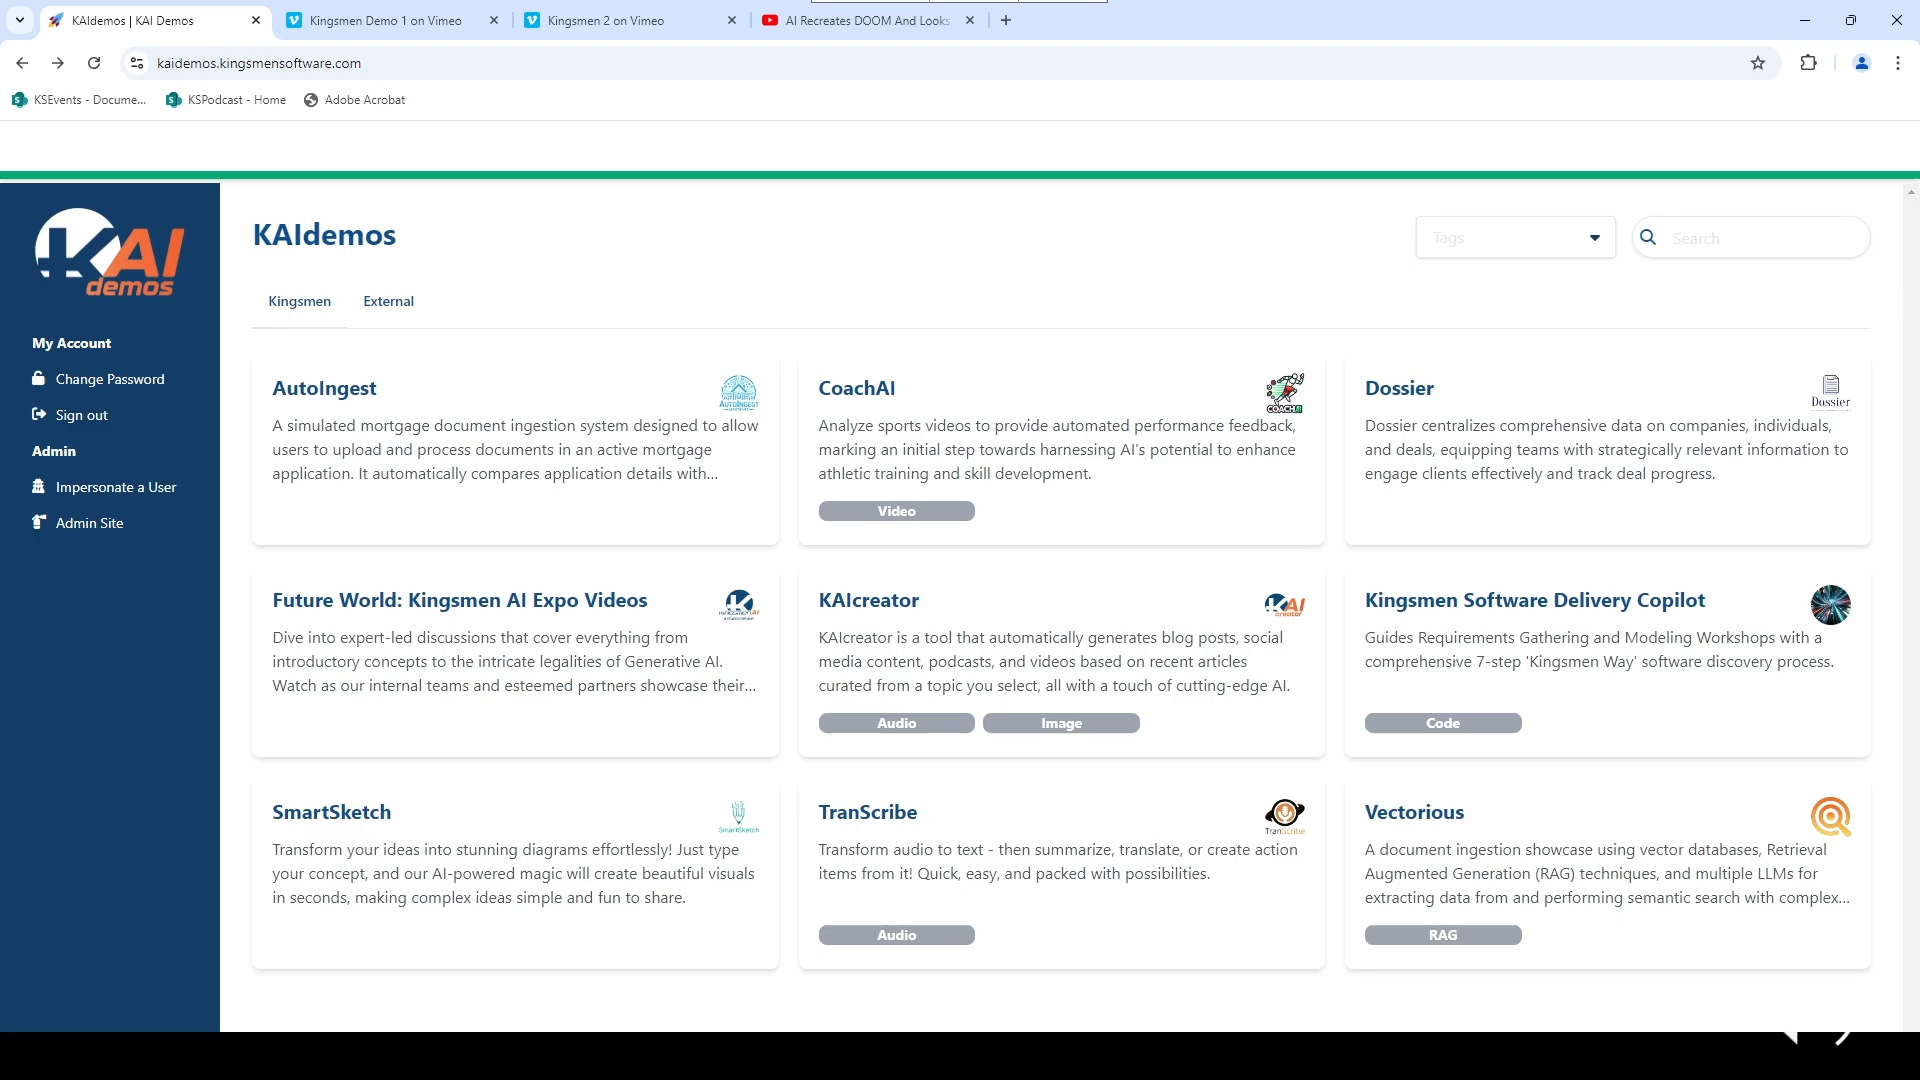 KAIdemos | KAI Demos
Kingsmen Demo 1 on Vimeo
Kingsmen 2 on Vimeo
AI Recreates DOOM And Looks
kaidemos.kingsmensoftware.com
KSEvents - Docume...
KSPodcast - Home
Adobe Acrobat
KAI
demos
My Account
Change Password
Sign out
Admin
Impersonate a User
Admin Site
KAIdemos
Tags
Search
Kingsmen
External
AutoIngest
AUTOINGEST
A simulated mortgage document ingestion system designed to allow
users to upload and process documents in an active mortgage
application. It automatically compares application details with...
CoachAI
COACHAI
Analyze sports videos to provide automated performance feedback,
marking an initial step towards harnessing AI's potential to enhance
athletic training and skill development.
Video
Dossier
Dossier
Dossier centralizes comprehensive data on companies, individuals,
and deals, equipping teams with strategically relevant information to
engage clients effectively and track deal progress.
Future World: Kingsmen AI Expo Videos
Dive into expert-led discussions that cover everything from
introductory concepts to the intricate legalities of Generative AI.
Watch as our internal teams and esteemed partners showcase their...
KAIcreator
KAI
creator
KAIcreator is a tool that automatically generates blog posts, social
media content, podcasts, and videos based on recent articles
curated from a topic you select, all with a touch of cutting-edge AI.
Audio
Image
Kingsmen Software Delivery Copilot
Guides Requirements Gathering and Modeling Workshops with a
comprehensive 7-step 'Kingsmen Way' software discovery process.
Code
SmartSketch
SmartSketch
Transform your ideas into stunning diagrams effortlessly! Just type
your concept, and our AI-powered magic will create beautiful visuals
in seconds, making complex ideas simple and fun to share.
TranScribe
TranScribe
Transform audio to text - then summarize, translate, or create action
items from it! Quick, easy, and packed with possibilities.
Audio
Vectorious
A document ingestion showcase using vector databases, Retrieval
Augmented Generation (RAG) techniques, and multiple LLMs for
extracting data from and performing semantic search with complex...
RAG